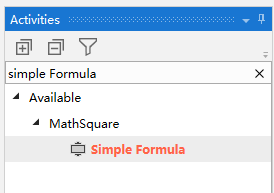 Activities
simple Formula
Available
MathSquare
Simple Formula